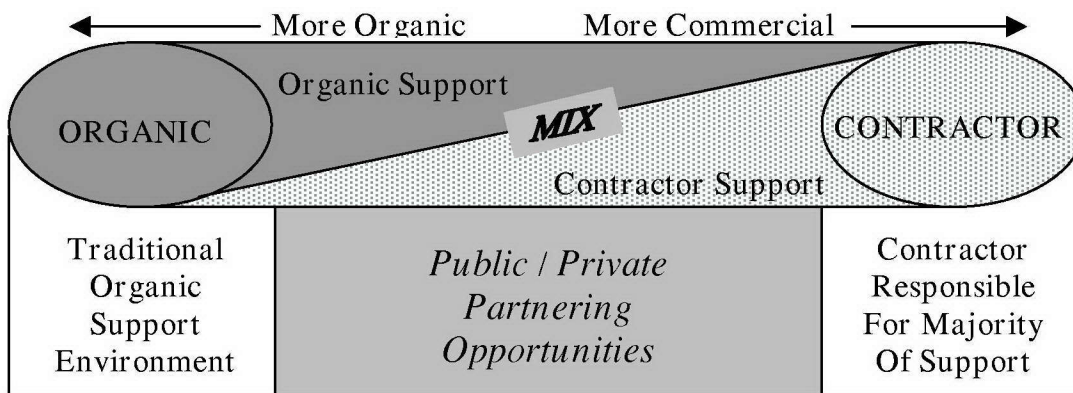 More Organic More Commercial
Organic Support
MIX
ORGANIC
CONTRACTOR
Contractor Support
Traditional
Organic
Support
Environment
Public / Private
Partnering
Opportunities
Contractor
Responsible
For Majority
Of Support